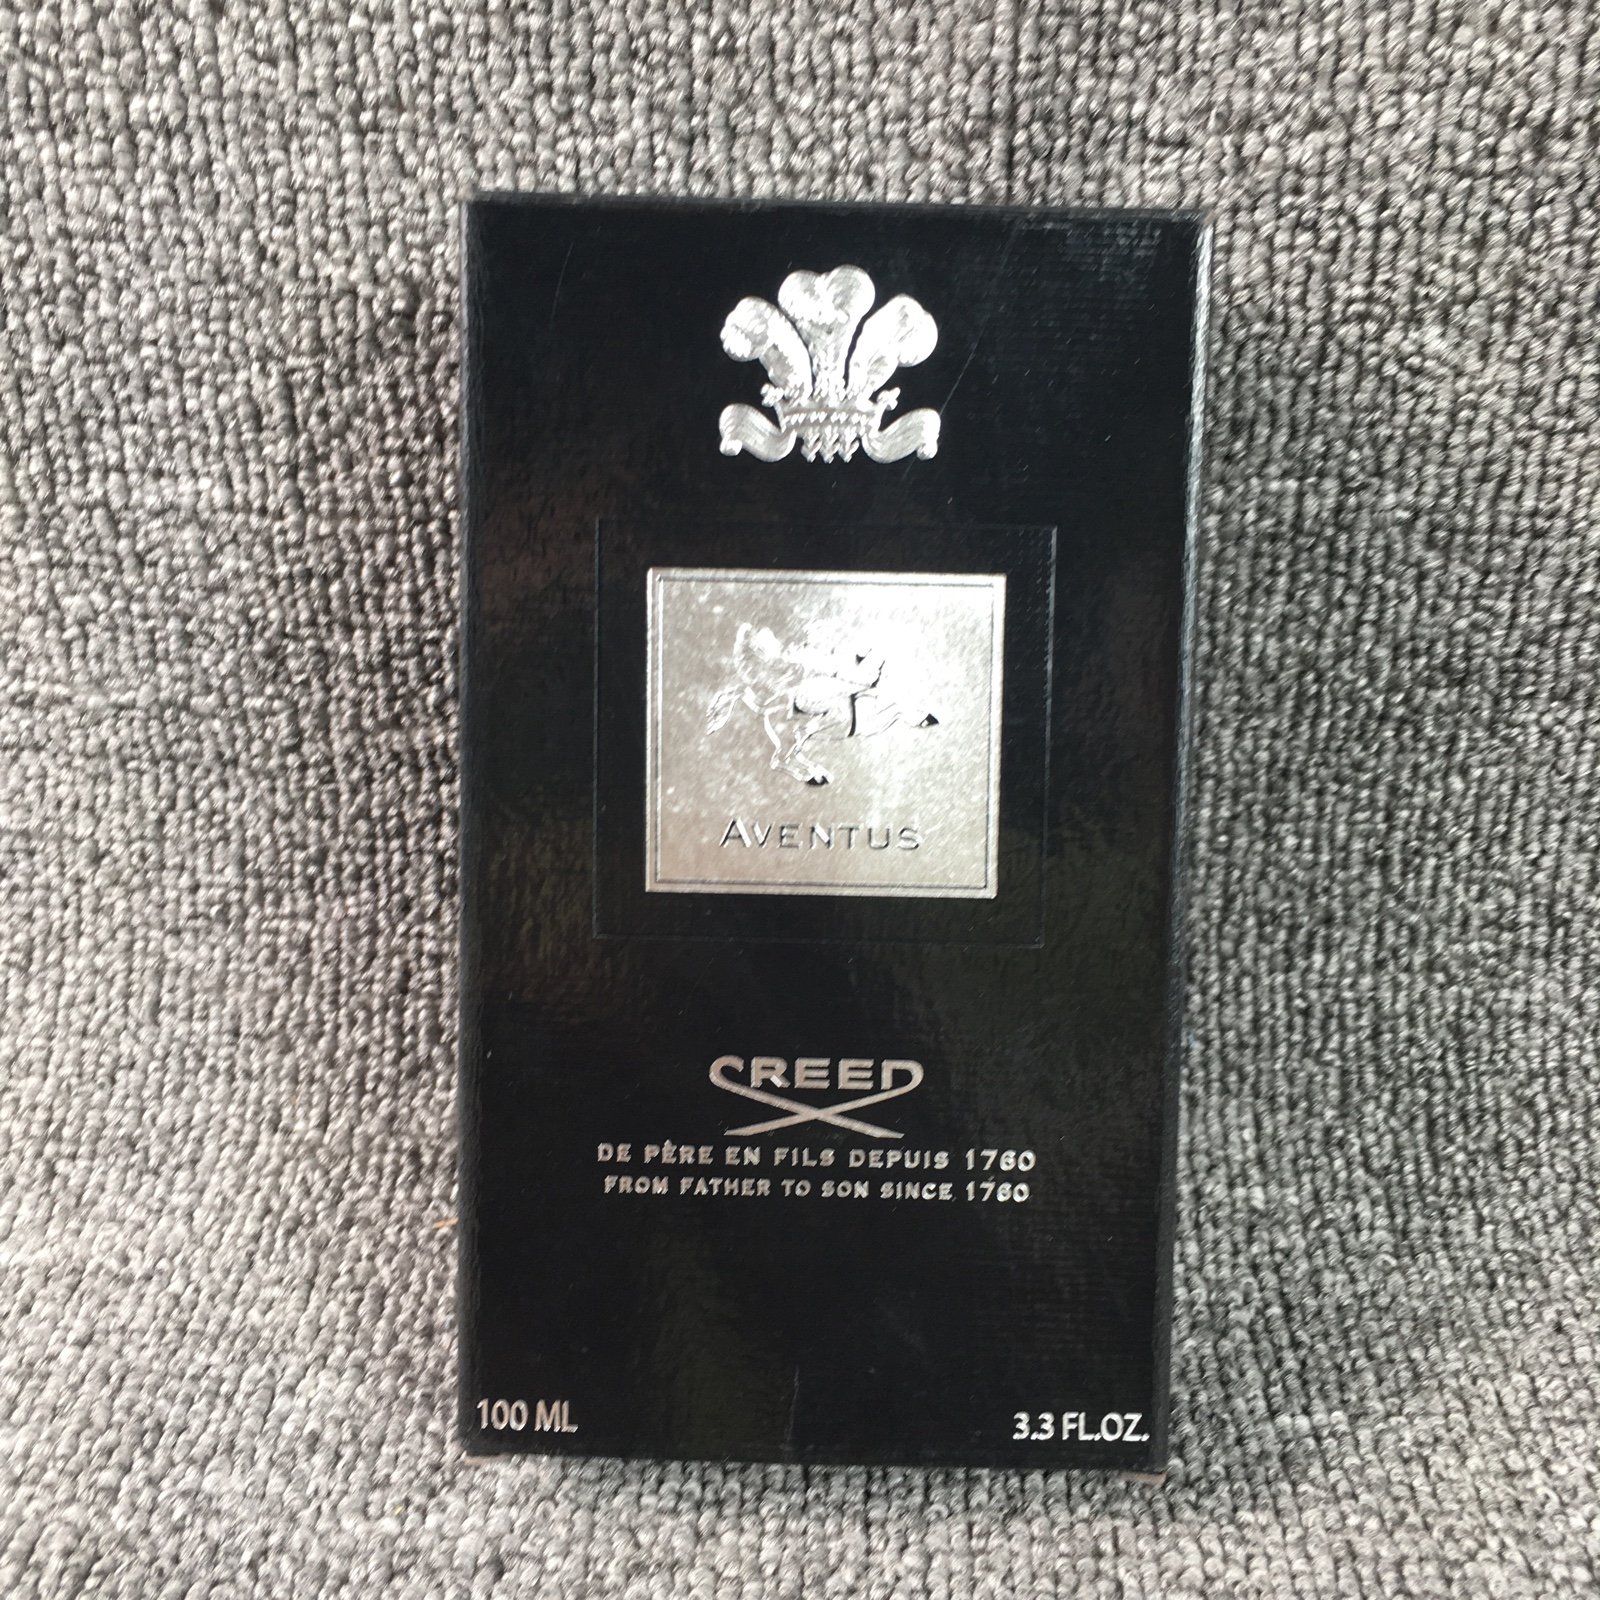 AVENTUS
CREED
DE PÈRE EN FILS DEPUIS 1760
FROM FATHER TO SON SINCE 1760
100 ML
3.3 FL.OZ.